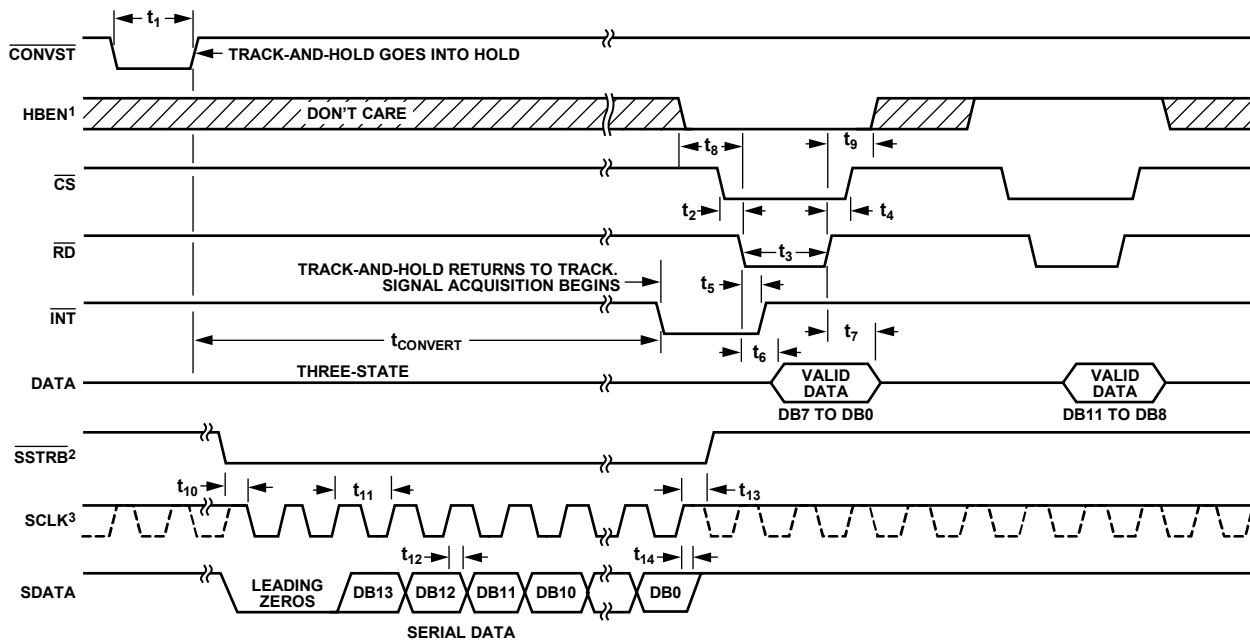 t1
CONVST
TRACK-AND-HOLD GOES INTO HOLD
HBEN1
DON'T CARE
t8
t9
CS
t2
t4
RD
t3
TRACK-AND-HOLD RETURNS TO TRACK.
SIGNAL ACQUISITION BEGINS
t5
INT
tCONVERT
t7
t6
THREE-STATE
DATA
VALID
DATA
VALID
DATA
DB7 TO DB0
DB11 TO DB8
SSTRB2
t10
t11
t13
SCLK3
t12
t14
SDATA
LEADING
ZEROS
DB13
DB12
DB11
DB10
DB0
SERIAL DATA